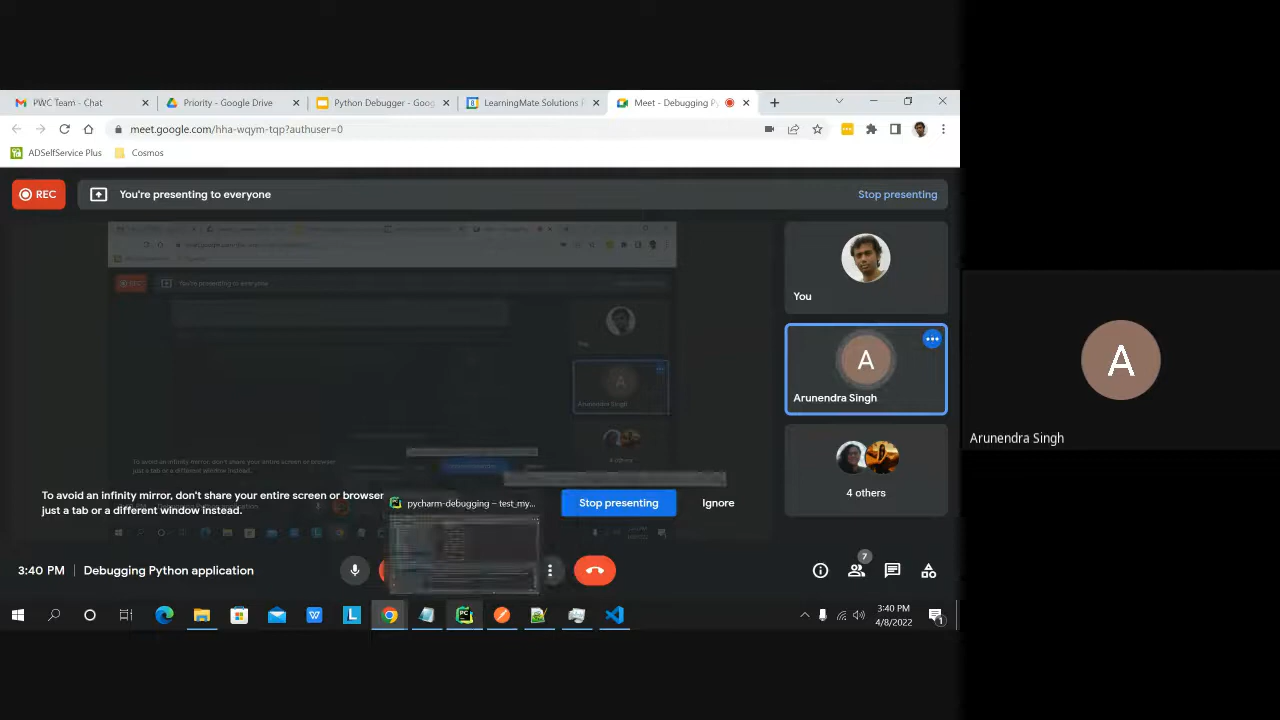 PWC Team - Chat
Priority - Google Drive
Python Debugger - Goog
LearningMate Solutions F
Meet - Debugging Py
meet.google.com/hha-wqym-tqp?authuser=0
ADSelfService Plus
Cosmos
REC
You're presenting to everyone
Stop presenting
You
A
Arunendra Singh
4 others
A
Arunendra Singh
To avoid an infinity mirror, don't share your entire screen or browser
just a tab or a different window instead.
pycharm-debugging – test_my...
Stop presenting
Ignore
3:40 PM
Debugging Python application
7
3:40 PM
4/8/2022